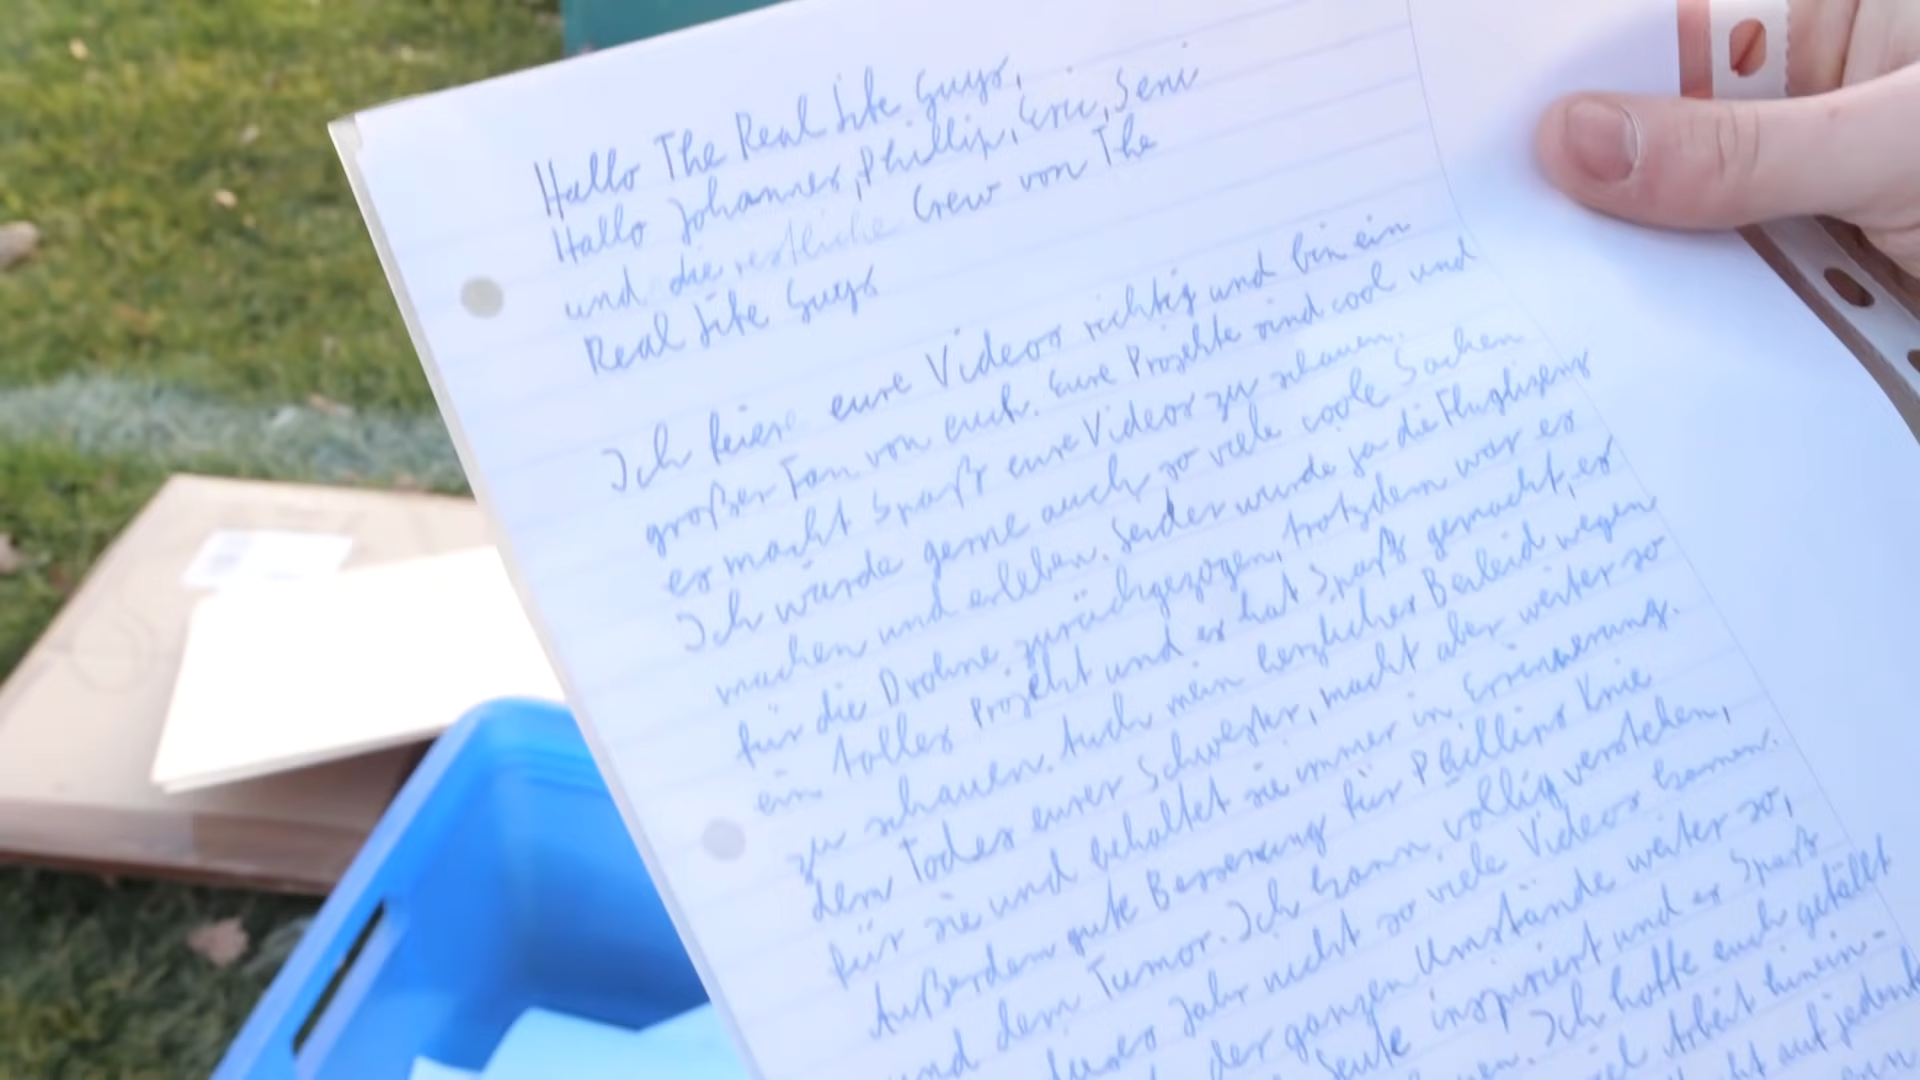 Hallo The Real Life Guys,
Hallo Johannes, Phillip, Eric, Seni
und die restliche Crew von The
Real Life Guys
Ich feiere eure Videos richtig und bin ein
großer Fan von euch. Eure Projekte sind cool und
es macht Spaß eure Videos zu schauen.
Ich würde gerne auch so viele coole Sachen
machen und erleben. Leider wurde ja die Fluglizenz
für die Drohne zurückgezogen, trotzdem war es
ein tolles Projekt und es hat Spaß gemacht, es
zu schauen. Auch mein herzliches Beileid wegen
dem Todes eurer Schwester, macht aber weiter so
für sie und behaltet sie immer in Erinnerung.
Außerdem gute Besserung für Phillips Knie
und dem Tumor. Ich kann völlig verstehen,
dieses Jahr nicht so viele Videos kamen.
der ganzen Umstände weiter so,
Leute inspiriert und es Spaß
Ich hoffe euch gefällt
viel Arbeit hinein-
auf jeden